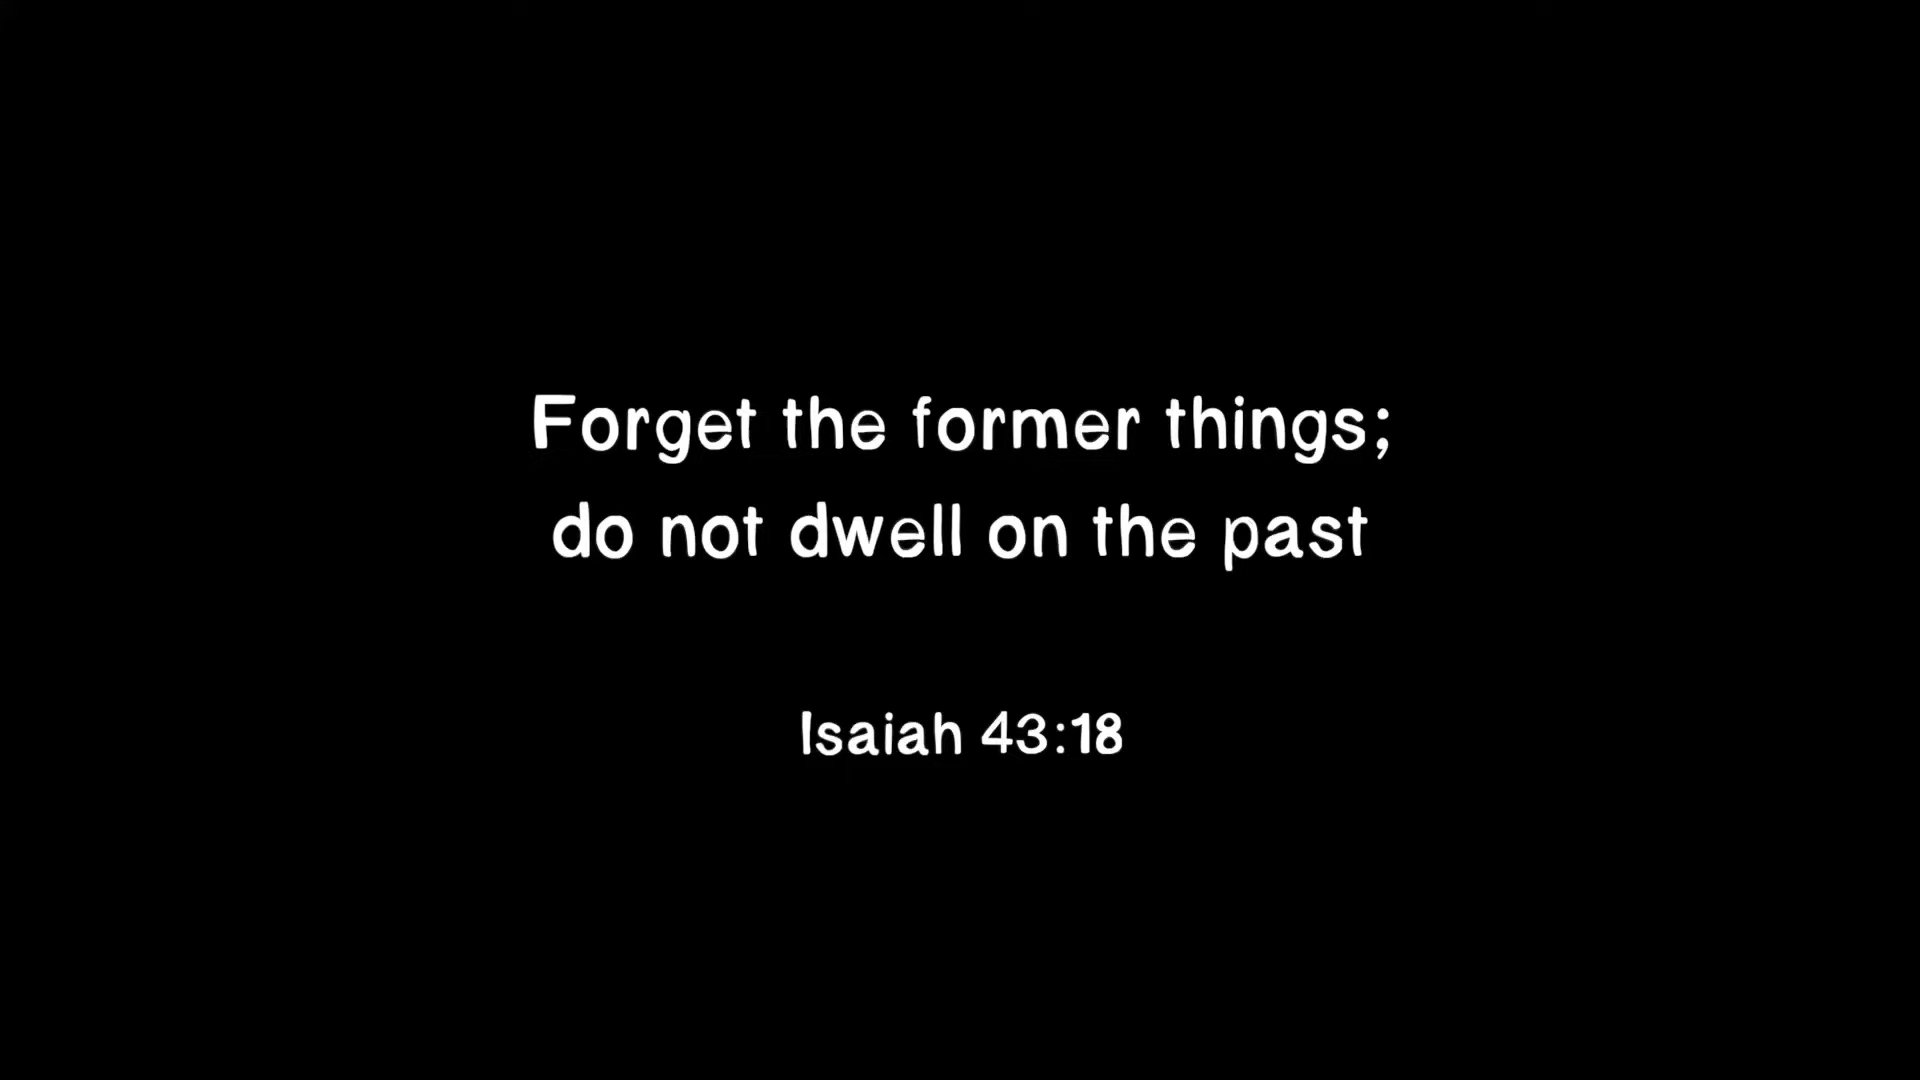 Forget the former things;
do not dwell on the past
Isaiah 43:18